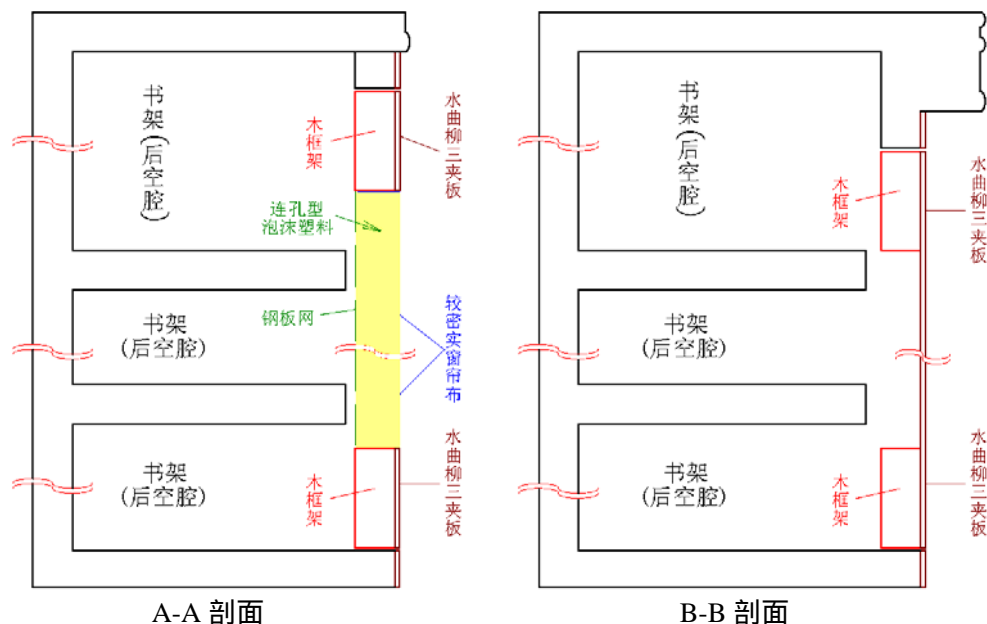 书架(后空腔)
木框架
水曲柳三夹板
连孔型
泡沫塑料
钢板网
书架
(后空腔)
较密实窗帘布
书架
(后空腔)
木框架
水曲柳三夹板
A-A 剖面
书架(后空腔)
木框架
水曲柳三夹板
书架
(后空腔)
书架
(后空腔)
木框架
水曲柳三夹板
B-B 剖面